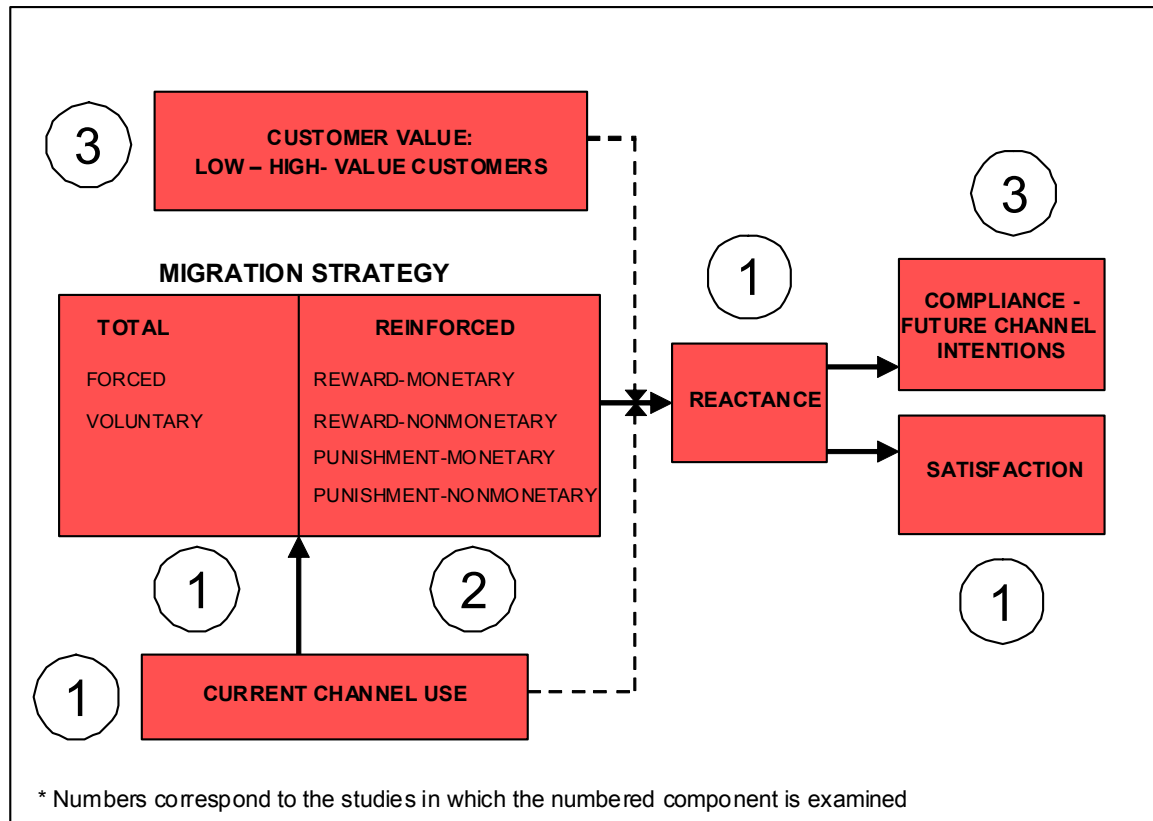 3
CUSTOMER VALUE:
LOW – HIGH- VALUE CUSTOMERS
MIGRATION STRATEGY
TOTAL
FORCED
VOLUNTARY
REINFORCED
REWARD-MONETARY
REWARD-NONMONETARY
PUNISHMENT-MONETARY
PUNISHMENT-NONMONETARY
1
2
1
CURRENT CHANNEL USE
1
REACTANCE
3
COMPLIANCE -
FUTURE CHANNEL
INTENTIONS
SATISFACTION
1
* Numbers correspond to the studies in which the numbered component is examined